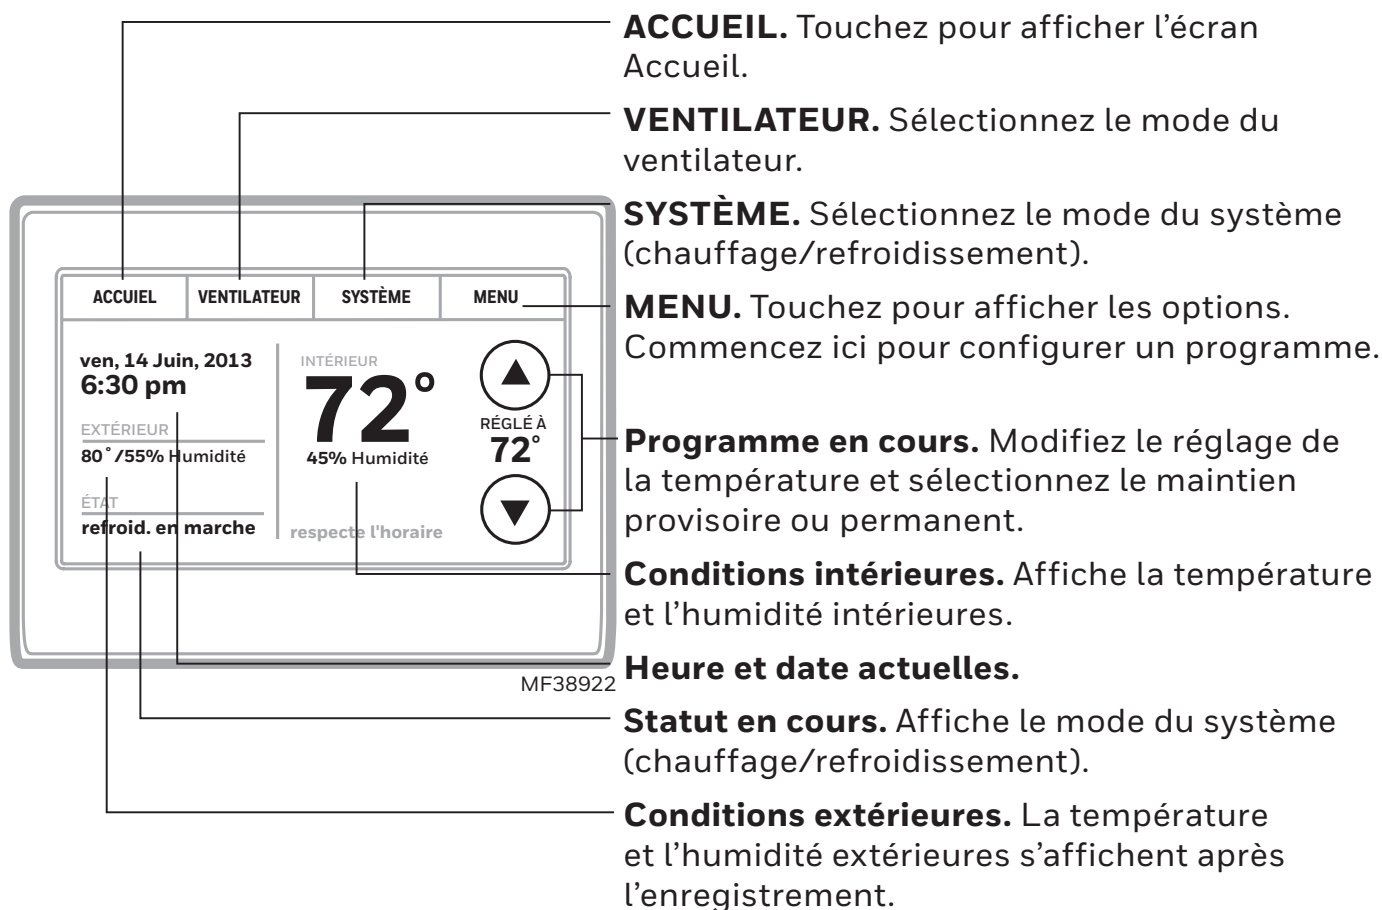 ACCUEIL. Touchez pour afficher l’écran
Accueil.
VENTILATEUR. Sélectionnez le mode du
ventilateur.
SYSTÈME. Sélectionnez le mode du système
(chauffage/refroidissement).
MENU. Touchez pour afficher les options.
Commencez ici pour configurer un programme.
Programme en cours. Modifiez le réglage de
la température et sélectionnez le maintien
provisoire ou permanent.
Conditions intérieures. Affiche la température
et l’humidité intérieures.
Heure et date actuelles.
Statut en cours. Affiche le mode du système
(chauffage/refroidissement).
Conditions extérieures. La température
et l’humidité extérieures s’affichent après
l’enregistrement.
ACCUIEL VENTILATEUR SYSTÈME MENU
ven, 14 Juin, 2013
6:30 pm
EXTÉRIEUR
80°/55% Humidité
ÉTAT
refroid. en marche
INTÉRIEUR
72°
45% Humidité
respecte l'horaire
RÉGLÉ À
72°
MF38922